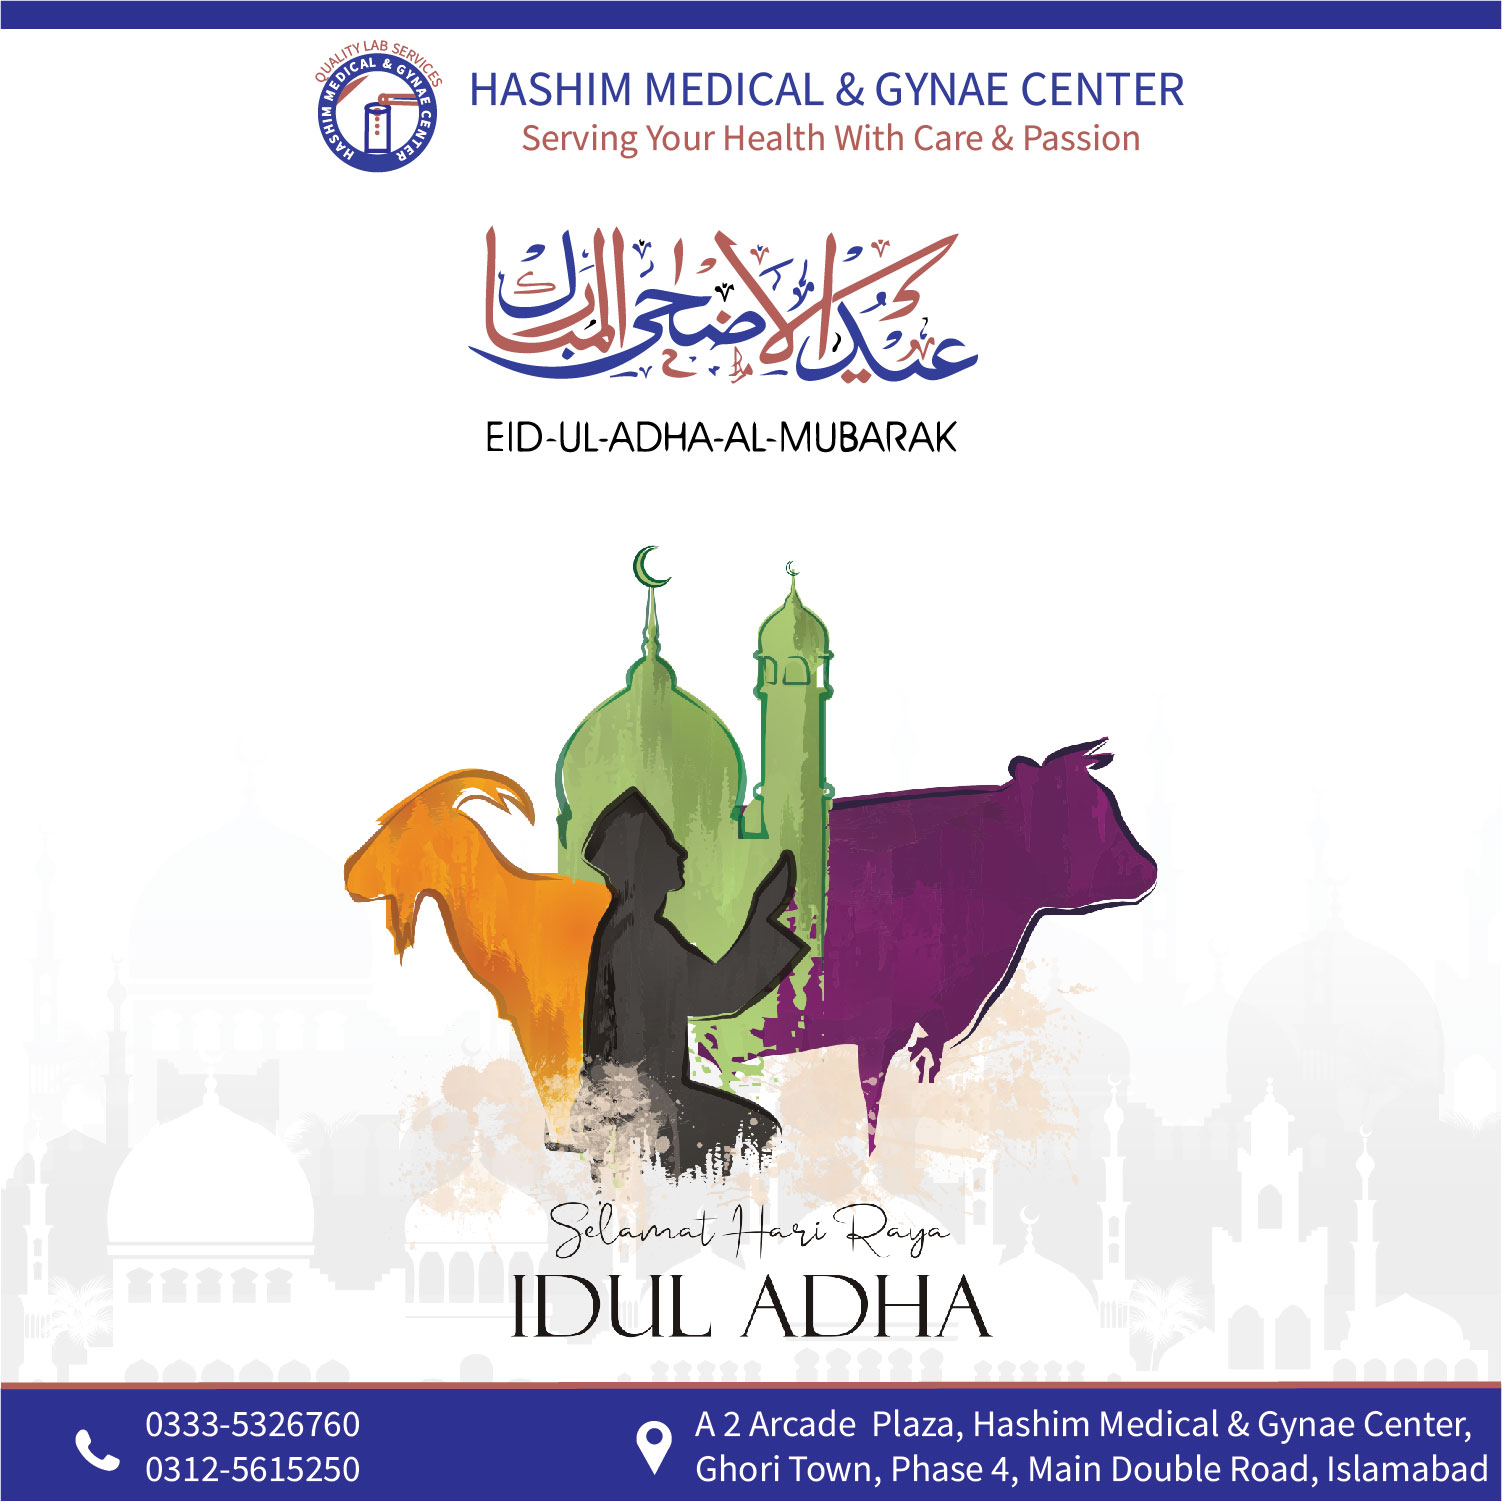 QUALITY LAB SERVICES
HASHIM MEDICAL & GYNAE CENTER
HASHIM MEDICAL & GYNAE CENTER
Serving Your Health With Care & Passion
عيد الاضحى المبارك
EID-UL-ADHA-AL-MUBARAK
Selamat Hari Raya
IDUL ADHA
0333-5326760
0312-5615250
A 2 Arcade Plaza, Hashim Medical & Gynae Center,
Ghori Town, Phase 4, Main Double Road, Islamabad